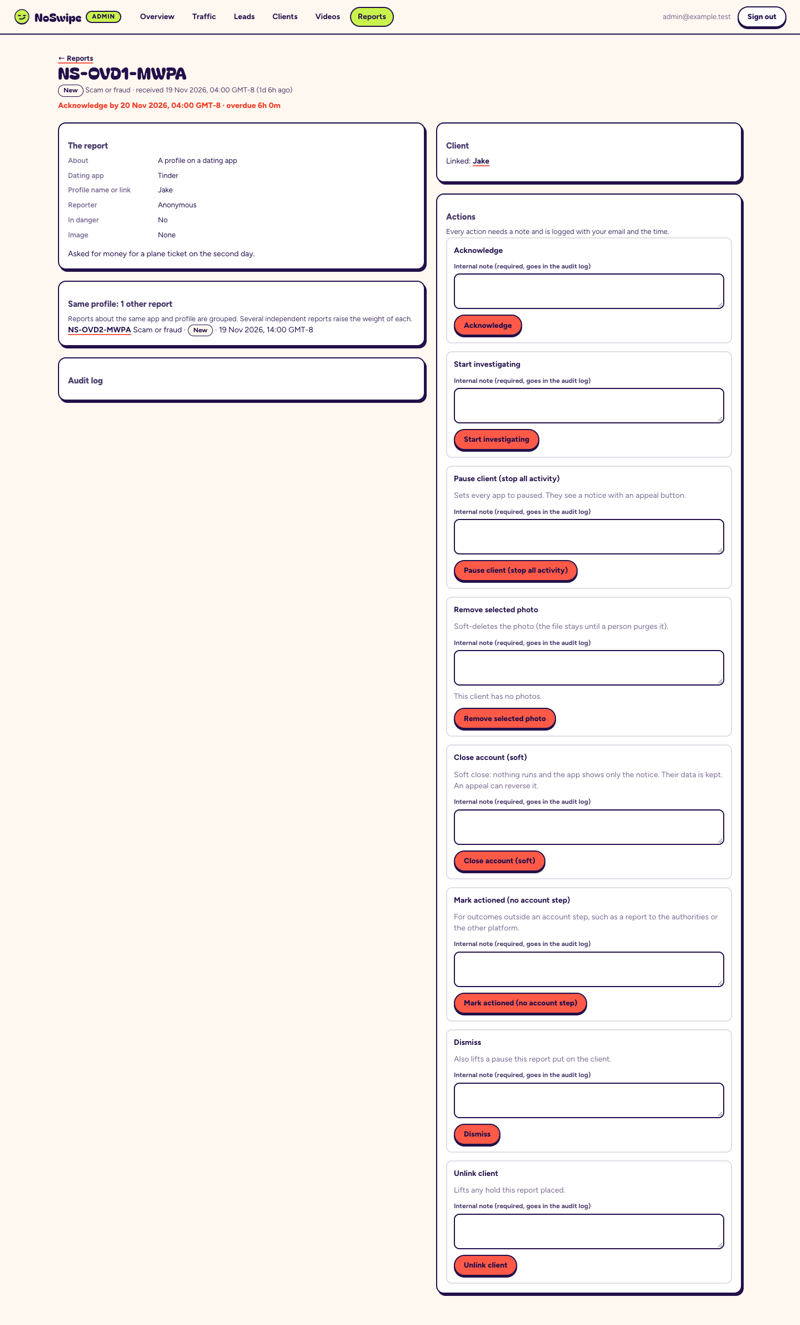 NoSwipe ADMIN Overview Traffic Leads Clients Videos Reports admin@example.test Sign out
← Reports
NS-OVD1-MWPA
New Scam or fraud · received 19 Nov 2026, 04:00 GMT-8 (1d 6h ago)
Acknowledge by 20 Nov 2026, 04:00 GMT-8 · overdue 6h 0m
The report
About A profile on a dating app
Dating app Tinder
Profile name or link Jake
Reporter Anonymous
In danger No
Image None
Asked for money for a plane ticket on the second day.
Same profile: 1 other report
Reports about the same app and profile are grouped. Several independent reports raise the weight of each.
NS-OVD2-MWPA Scam or fraud · New · 19 Nov 2026, 14:00 GMT-8
Audit log
Client
Linked: Jake
Actions
Every action needs a note and is logged with your email and the time.
Acknowledge
Internal note (required, goes in the audit log)
Acknowledge
Start investigating
Internal note (required, goes in the audit log)
Start investigating
Pause client (stop all activity)
Sets every app to paused. They see a notice with an appeal button.
Internal note (required, goes in the audit log)
Pause client (stop all activity)
Remove selected photo
Soft-deletes the photo (the file stays until a person purges it).
Internal note (required, goes in the audit log)
This client has no photos.
Remove selected photo
Close account (soft)
Soft close: nothing runs and the app shows only the notice. Their data is kept.
An appeal can reverse it.
Internal note (required, goes in the audit log)
Close account (soft)
Mark actioned (no account step)
For outcomes outside an account step, such as a report to the authorities or
the other platform.
Internal note (required, goes in the audit log)
Mark actioned (no account step)
Dismiss
Also lifts a pause this report put on the client.
Internal note (required, goes in the audit log)
Dismiss
Unlink client
Lifts any hold this report placed.
Internal note (required, goes in the audit log)
Unlink client